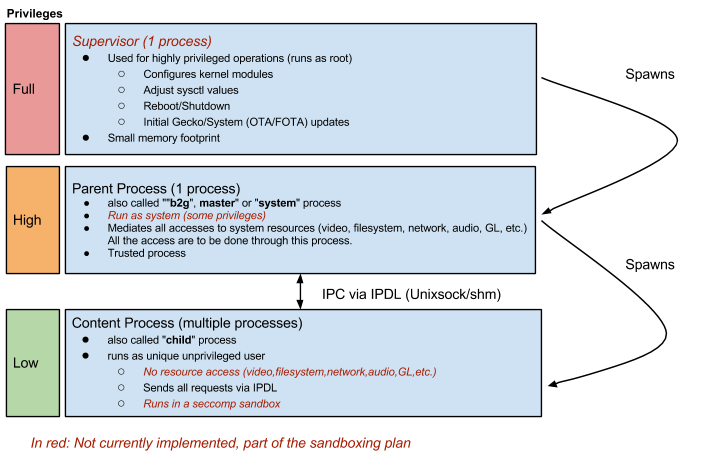 Privileges
Full
Supervisor (1 process)
● Used for highly privileged operations (runs as root)
○ Configures kernel modules
○ Adjust sysctl values
○ Reboot/Shutdown
○ Initial Gecko/System (OTA/FOTA) updates
● Small memory footprint
Spawns
High
Parent Process (1 process)
● also called ""b2g", master" or "system" process
● Run as system (some privileges)
● Mediates all accesses to system resources (video, filesystem, network, audio, GL, etc.)
All the access are to be done through this process.
● Trusted process
Spawns
IPC via IPDL (Unixsock/shm)
Low
Content Process (multiple processes)
● also called "child" process
● runs as unique unprivileged user
○ No resource access (video,filesystem,network,audio,GL,etc.)
○ Sends all requests via IPDL
○ Runs in a seccomp sandbox
In red: Not currently implemented, part of the sandboxing plan